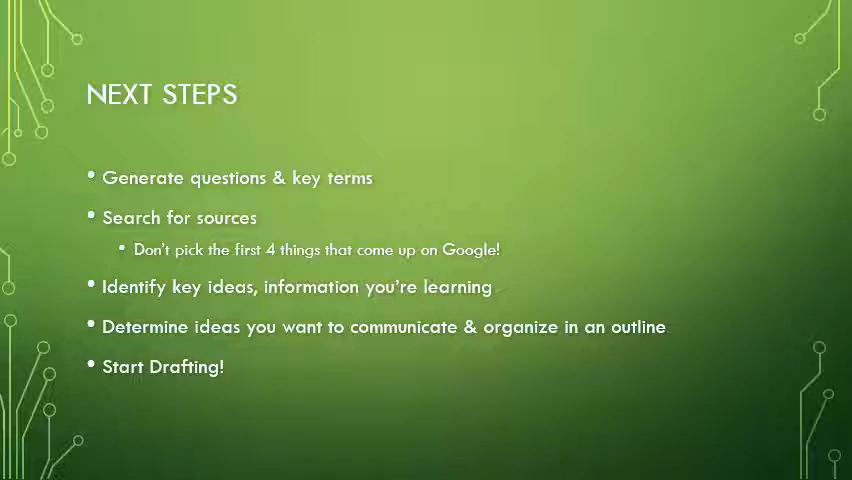 NEXT STEPS
• Generate questions & key terms
• Search for sources
• Don't pick the first 4 things that come up on Google!
• Identify key ideas, information you're learning
• Determine ideas you want to communicate & organize in an outline
• Start Drafting!